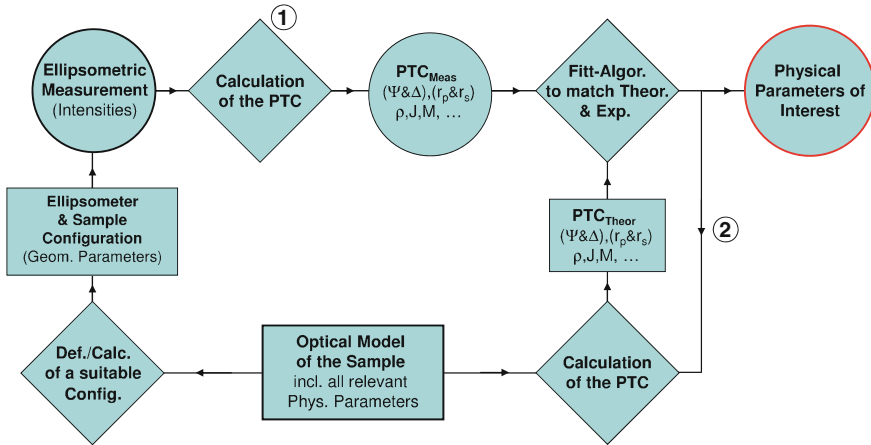 1
Ellipsometric
Measurement
(Intensities)
Calculation
of the PTC
PTC_Meas
(Ψ&Δ),(r_p&r_s)
ρ,J,M, ...
Fitt-Algor.
to match Theor.
& Exp.
Physical
Parameters of
Interest
Ellipsometer
& Sample
Configuration
(Geom. Parameters)
PTC_Theor
(Ψ&Δ),(r_p&r_s)
ρ,J,M, ...
2
Def./Calc.
of a suitable
Config.
Optical Model
of the Sample
incl. all relevant
Phys. Parameters
Calculation
of the PTC